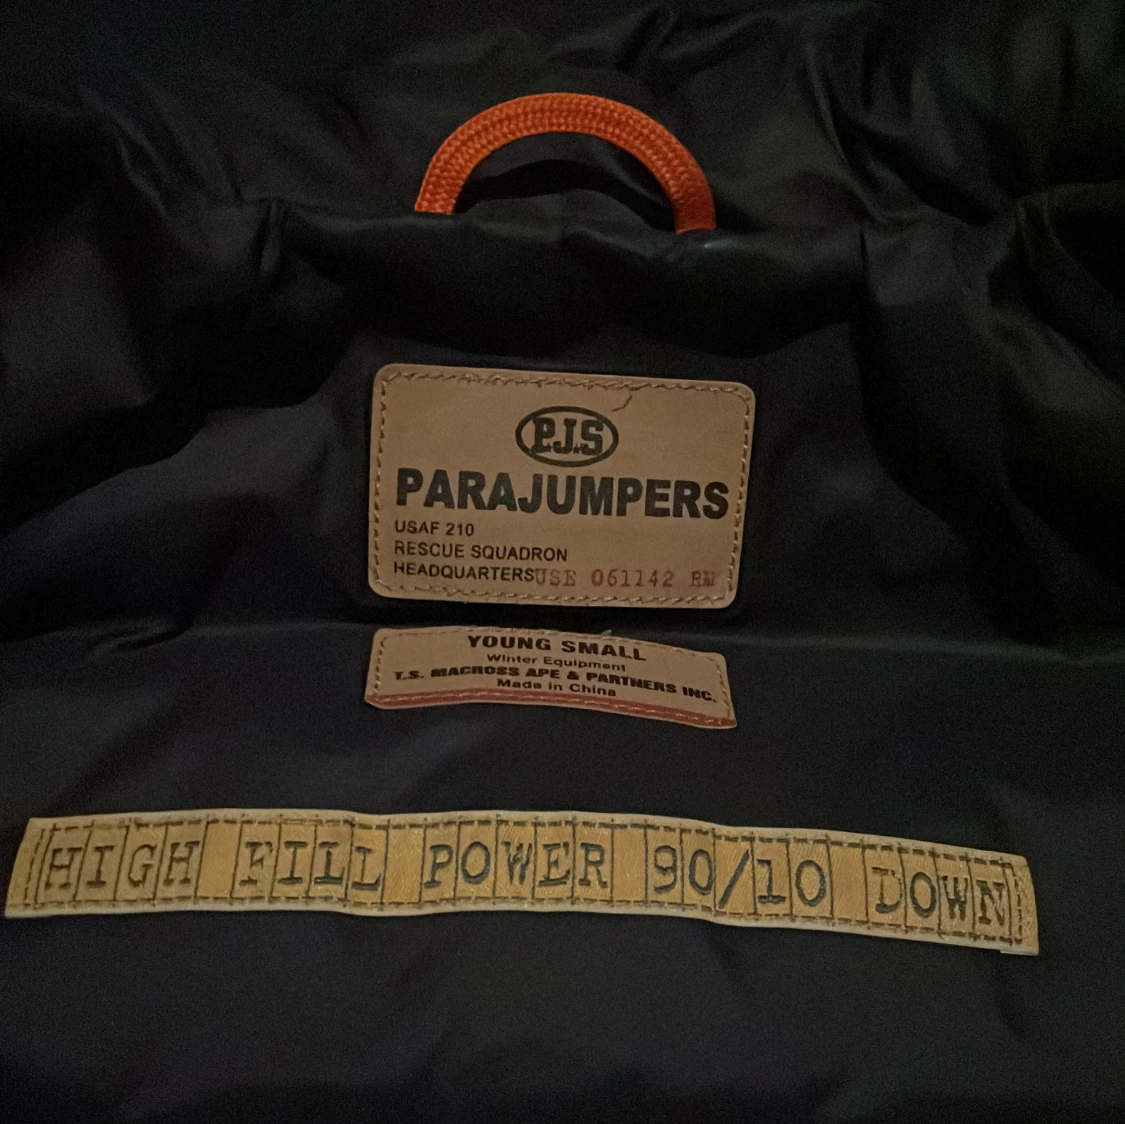 P.J.S
PARAJUMPERS
USAF 210
RESCUE SQUADRON
HEADQUARTERS USE 061142 RM
YOUNG SMALL
Winter Equipment
T.S. MACROSS APE & PARTNERS INC.
Made in China
HIGH FILL POWER 90/10 DOWN